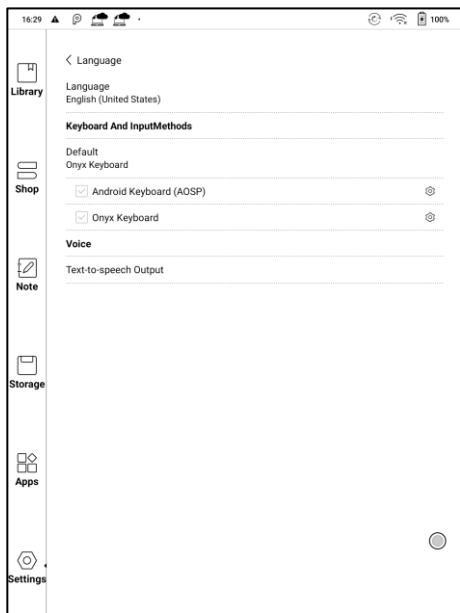 16:29
100%
Library
Shop
Note
Storage
Apps
Settings
Language
Language
English (United States)
Keyboard And InputMethods
Default
Onyx Keyboard
Android Keyboard (AOSP)
Onyx Keyboard
Voice
Text-to-speech Output